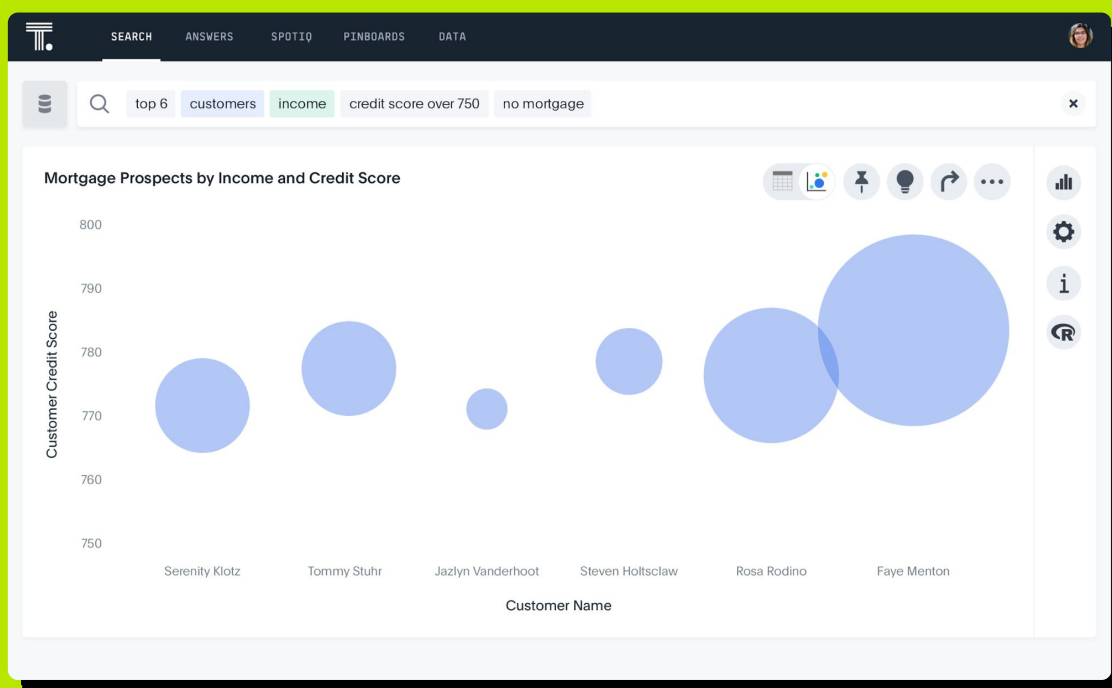 SEARCH ANSWERS SPOTIQ PINBOARDS DATA
top 6 customers income credit score over 750 no mortgage
Mortgage Prospects by Income and Credit Score
800
790
780
770
760
750
Customer Credit Score
Serenity Klotz Tommy Stuhr Jazlyn Vanderhoot Steven Holtsclaw Rosa Rodino Faye Menton
Customer Name
i
R